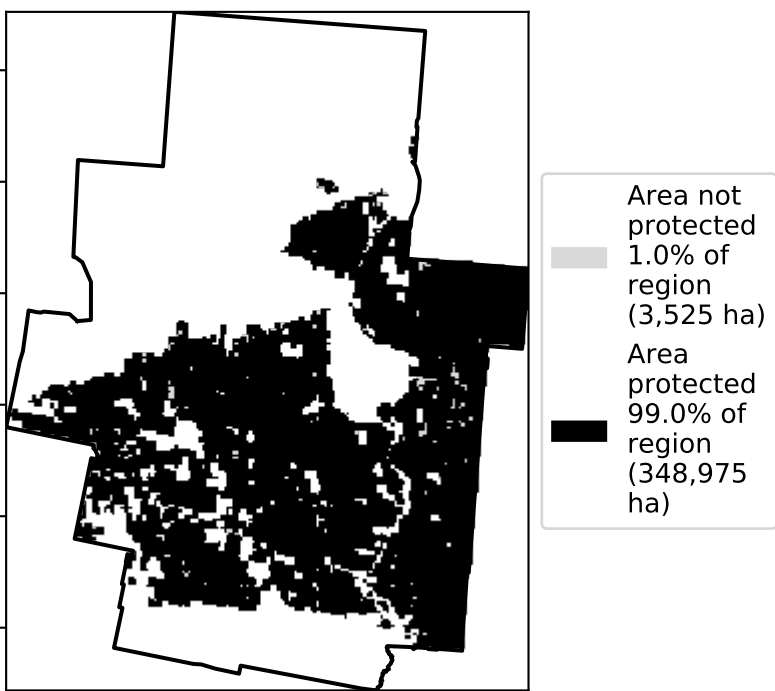 Area not
protected
1.0% of
region
(3,525 ha)
Area
protected
99.0% of
region
(348,975
ha)